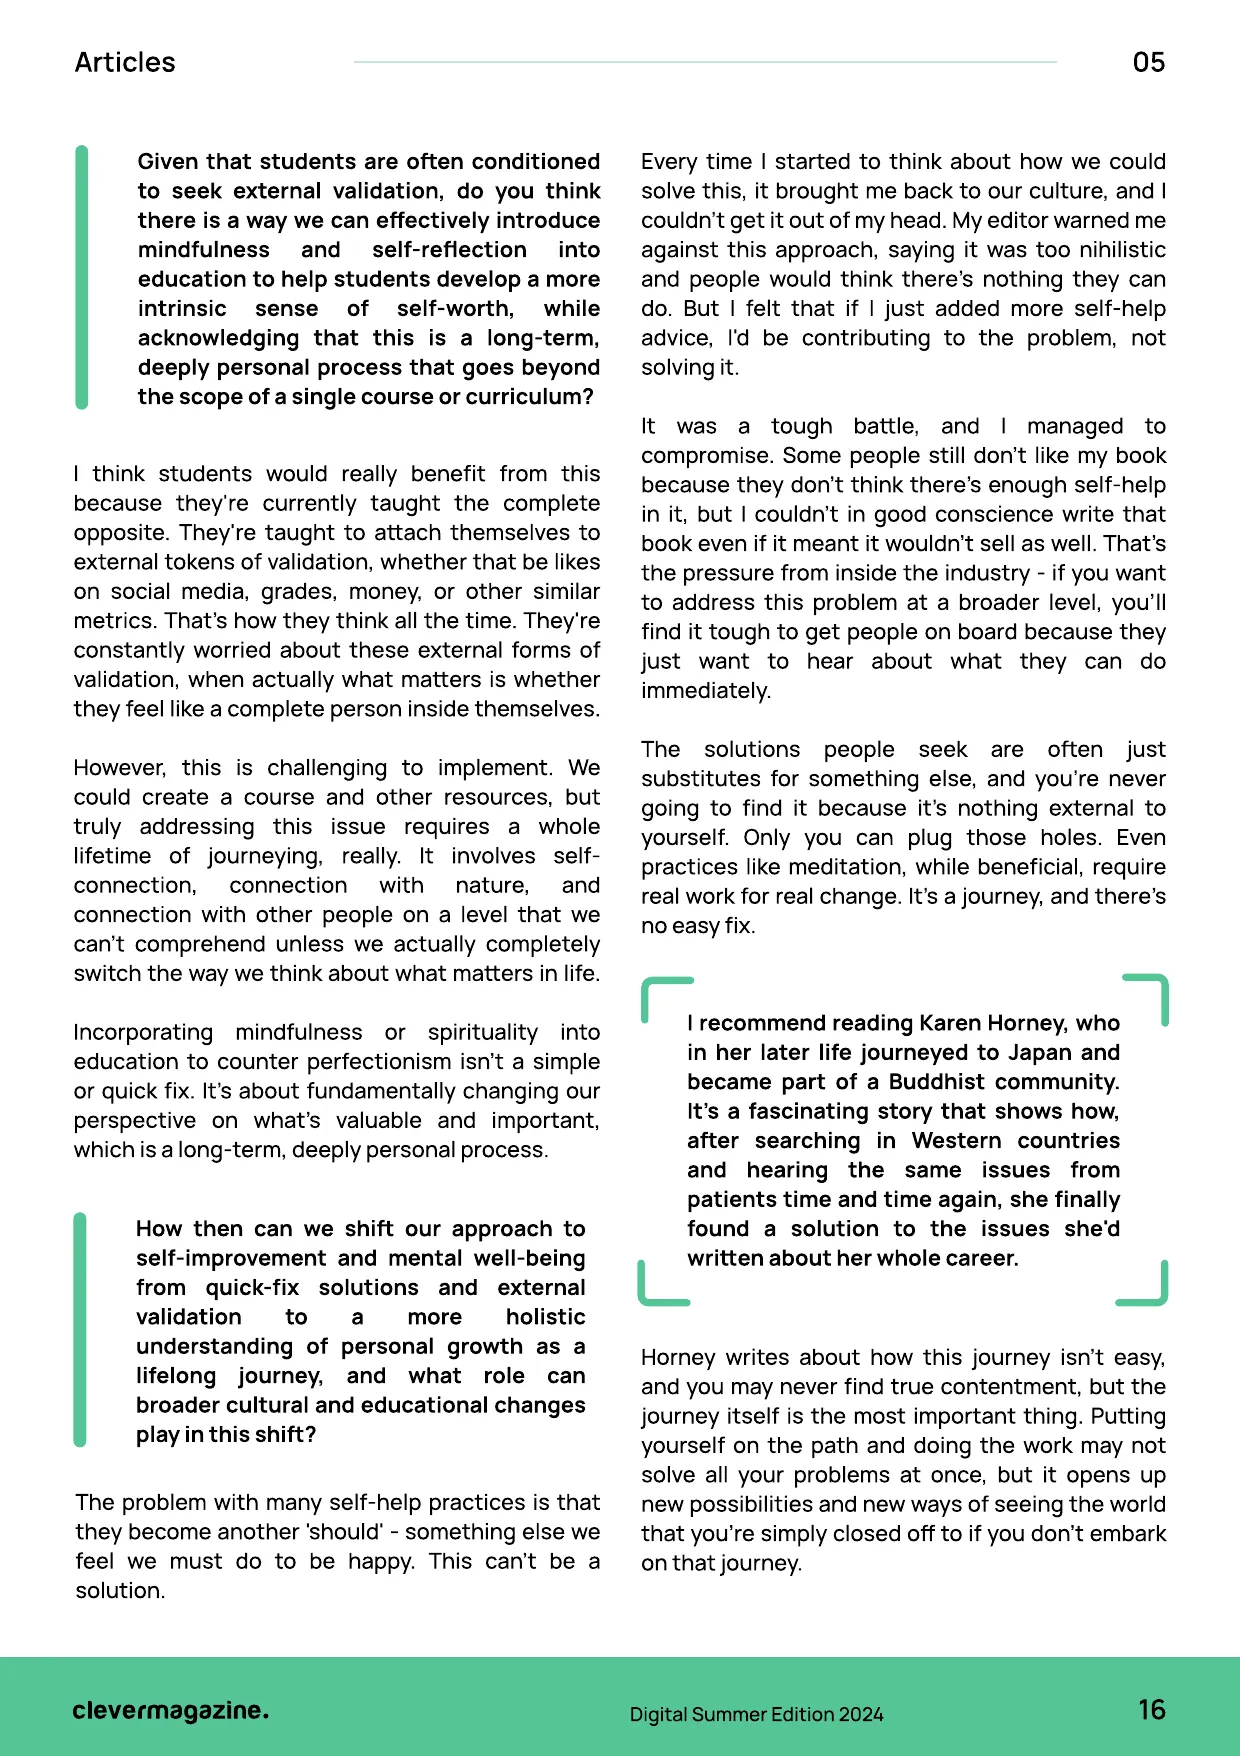 Articles
05
Given that students are often conditioned
to seek external validation, do you think
there is a way we can effectively introduce
mindfulness and self-reflection into
education to help students develop a more
intrinsic sense of self-worth, while
acknowledging that this is a long-term,
deeply personal process that goes beyond
the scope of a single course or curriculum?
I think students would really benefit from this
because they're currently taught the complete
opposite. They're taught to attach themselves to
external tokens of validation, whether that be likes
on social media, grades, money, or other similar
metrics. That’s how they think all the time. They're
constantly worried about these external forms of
validation, when actually what matters is whether
they feel like a complete person inside themselves.
However, this is challenging to implement. We
could create a course and other resources, but
truly addressing this issue requires a whole
lifetime of journeying, really. It involves self-
connection, connection with nature, and
connection with other people on a level that we
can’t comprehend unless we actually completely
switch the way we think about what matters in life.
Incorporating mindfulness or spirituality into
education to counter perfectionism isn’t a simple
or quick fix. It’s about fundamentally changing our
perspective on what’s valuable and important,
which is a long-term, deeply personal process.
How then can we shift our approach to
self-improvement and mental well-being
from quick-fix solutions and external
validation to a more holistic
understanding of personal growth as a
lifelong journey, and what role can
broader cultural and educational changes
play in this shift?
The problem with many self-help practices is that
they become another 'should' - something else we
feel we must do to be happy. This can’t be a
solution.
Every time I started to think about how we could
solve this, it brought me back to our culture, and I
couldn’t get it out of my head. My editor warned me
against this approach, saying it was too nihilistic
and people would think there’s nothing they can
do. But I felt that if I just added more self-help
advice, I'd be contributing to the problem, not
solving it.
It was a tough battle, and I managed to
compromise. Some people still don’t like my book
because they don’t think there’s enough self-help
in it, but I couldn’t in good conscience write that
book even if it meant it wouldn’t sell as well. That’s
the pressure from inside the industry - if you want
to address this problem at a broader level, you’ll
find it tough to get people on board because they
just want to hear about what they can do
immediately.
The solutions people seek are often just
substitutes for something else, and you’re never
going to find it because it’s nothing external to
yourself. Only you can plug those holes. Even
practices like meditation, while beneficial, require
real work for real change. It’s a journey, and there’s
no easy fix.
I recommend reading Karen Horney, who
in her later life journeyed to Japan and
became part of a Buddhist community.
It’s a fascinating story that shows how,
after searching in Western countries
and hearing the same issues from
patients time and time again, she finally
found a solution to the issues she'd
written about her whole career.
Horney writes about how this journey isn’t easy,
and you may never find true contentment, but the
journey itself is the most important thing. Putting
yourself on the path and doing the work may not
solve all your problems at once, but it opens up
new possibilities and new ways of seeing the world
that you’re simply closed off to if you don’t embark
on that journey.
clevermagazine.
Digital Summer Edition 2024
16